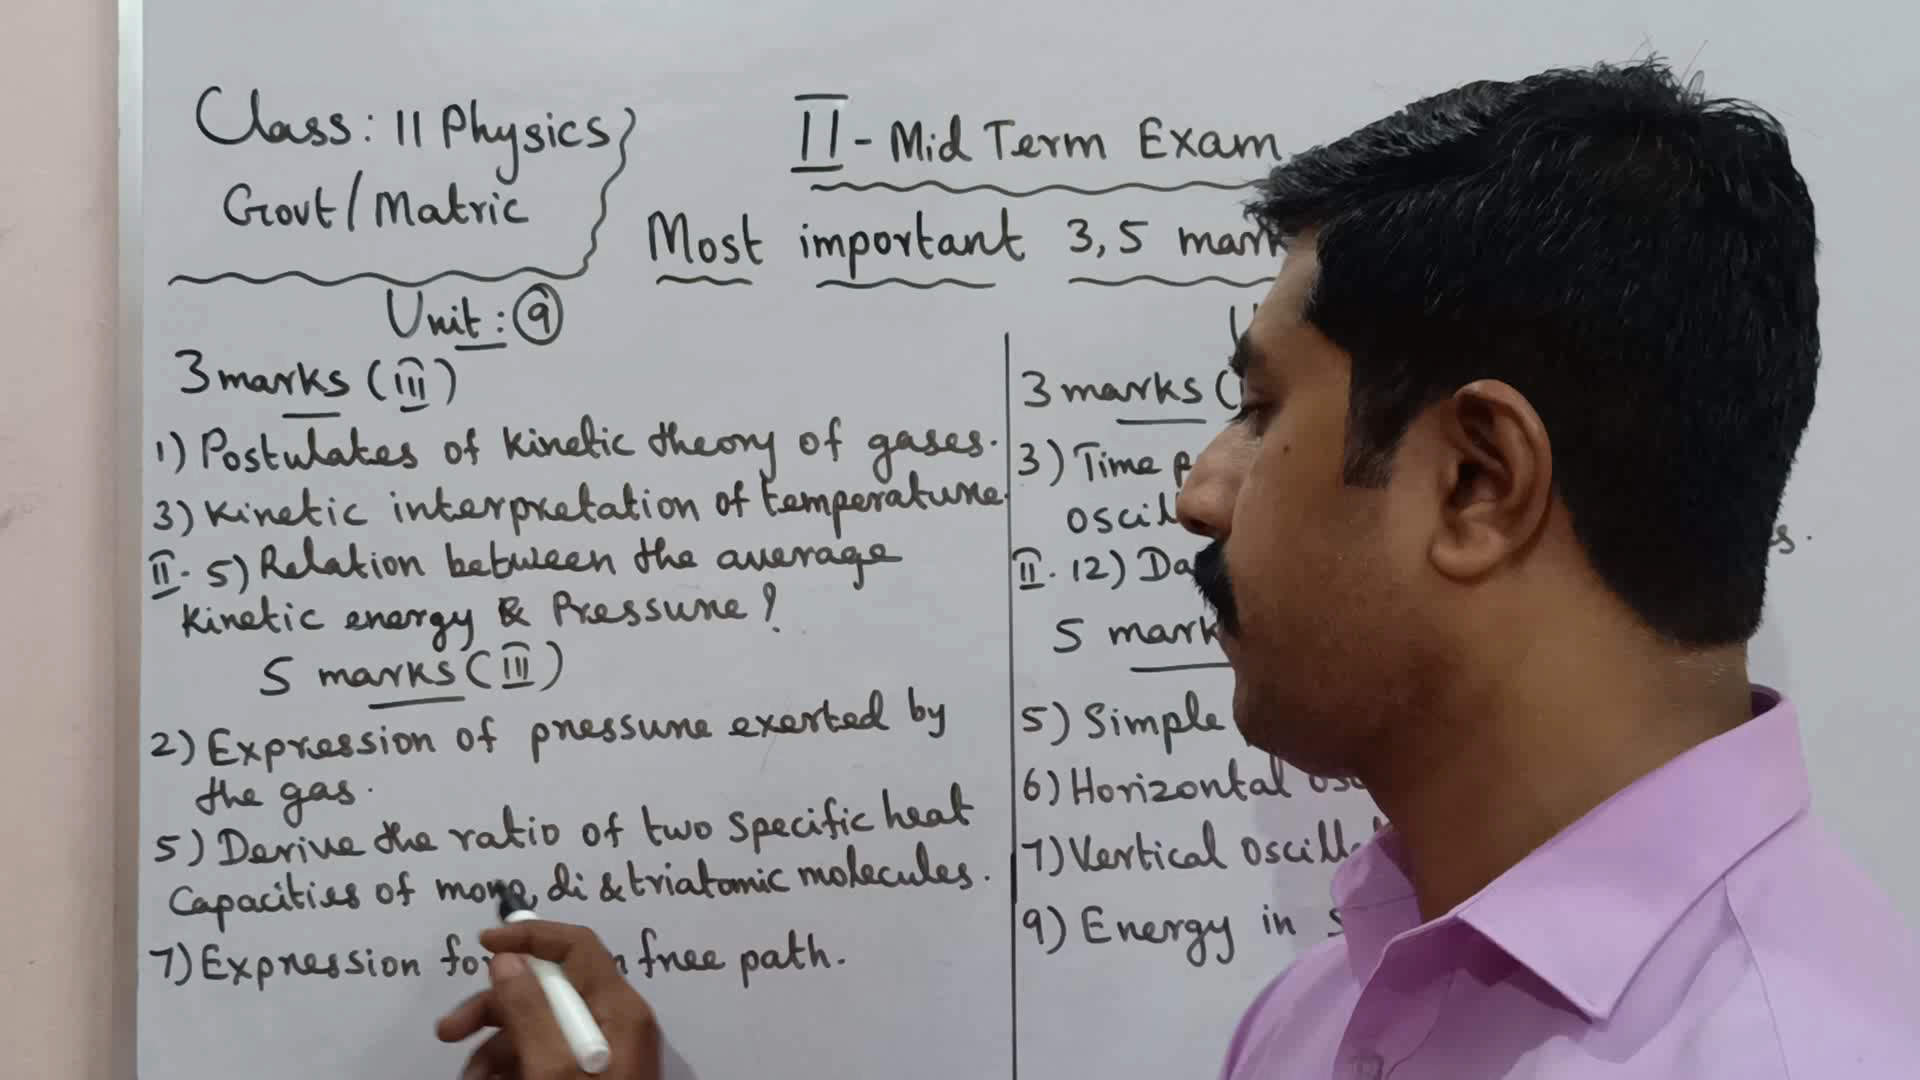 Class: 11 Physics
Govt/Matric
II - Mid Term Exam
Most important 3,5
Unit: 9
3 marks (III)
1) Postulates of kinetic theory of gases.
3) Kinetic interpretation of temperature.
II. 5) Relation between the average
kinetic energy & Pressure?
5 marks (III)
2) Expression of pressure exerted by
the gas.
5) Derive the ratio of two specific heat
Capacities of mono, di & triatomic molecules.
7) Expression free path.
3 marks (
3) Time
II. 12)
5
5) Simple
6) Horizontal
7) Vertical
9) Energy in